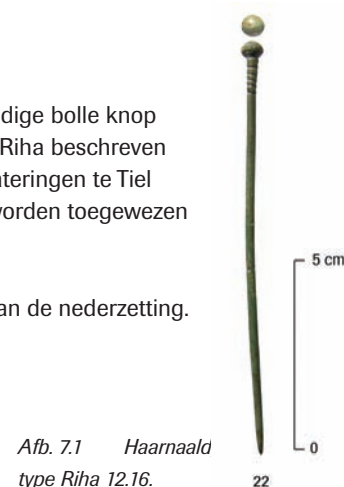 dige bolle knop
Riha beschreven
ateringen te Tiel
vorden toegewezen
an de nederzetting.
5 cm
0
Afb. 7.1 Haarnaald
type Riha 12.16.
22